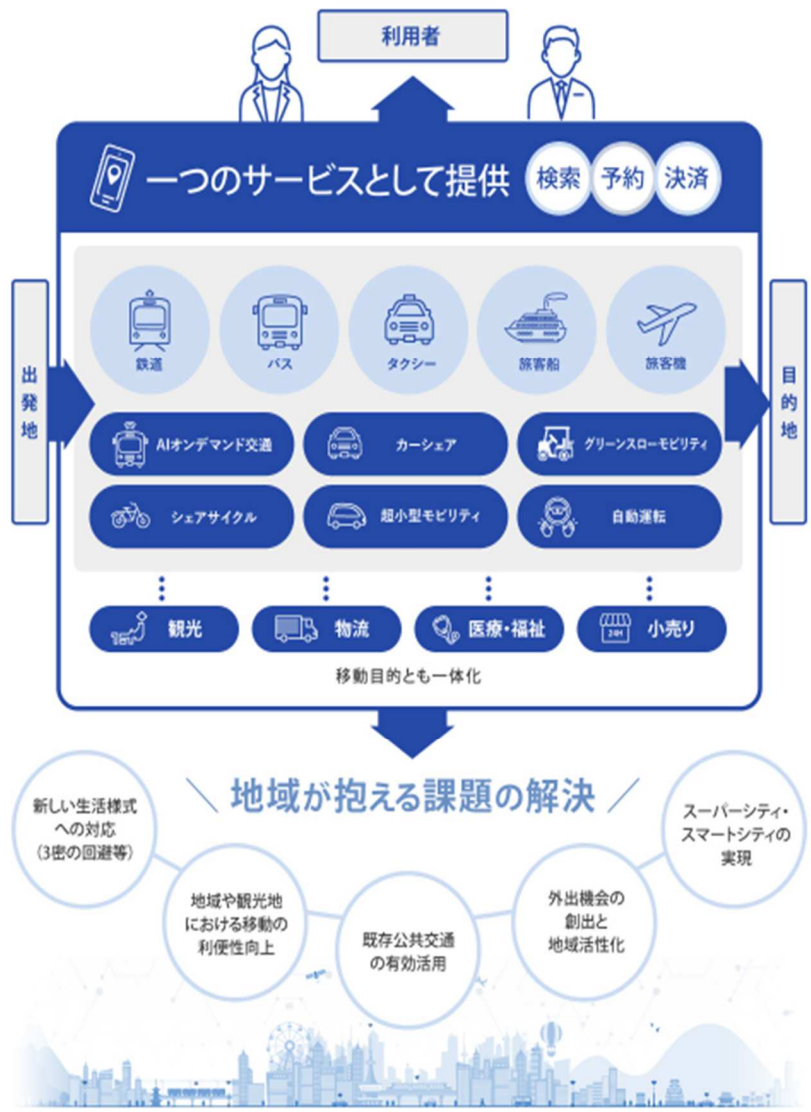 利用者
一つのサービスとして提供
検索
予約
決済
出発地
目的地
鉄道
バス
タクシー
旅客船
旅客機
AIオンデマンド交通
カーシェア
グリーンスローモビリティ
シェアサイクル
超小型モビリティ
自動運転
観光
物流
医療・福祉
24H
小売り
移動目的とも一体化
地域が抱える課題の解決
新しい生活様式
への対応
(3密の回避等)
地域や観光地
における移動の
利便性向上
既存公共交通
の有効活用
外出機会の
創出と
地域活性化
スーパーシティ・
スマートシティの
実現